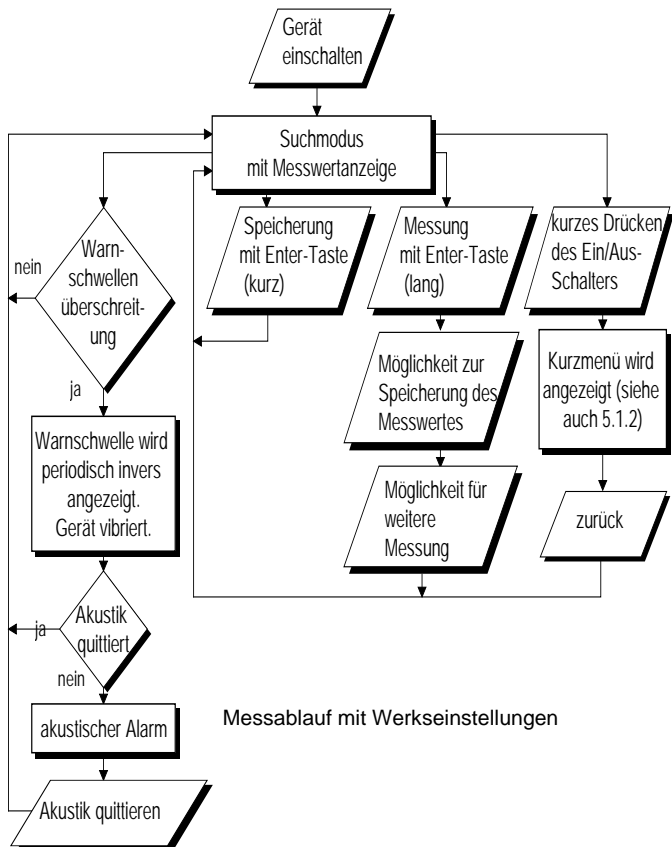 Gerät
einschalten
Suchmodus
mit Messwertanzeige
Warn-
schwellen
überschreit-
ung
nein
ja
Speicherung
mit Enter-Taste
(kurz)
Messung
mit Enter-Taste
(lang)
kurzes Drücken
des Ein/Aus-
Schalters
Möglichkeit zur
Speicherung des
Messwertes
Kurzmenü wird
angezeigt (siehe
auch 5.1.2)
Warnschwelle wird
periodisch invers
angezeigt.
Gerät vibriert.
Möglichkeit für
weitere
Messung
zurück
Akustik
quittiert
ja
nein
akustischer Alarm
Messablauf mit Werkseinstellungen
Akustik quittieren